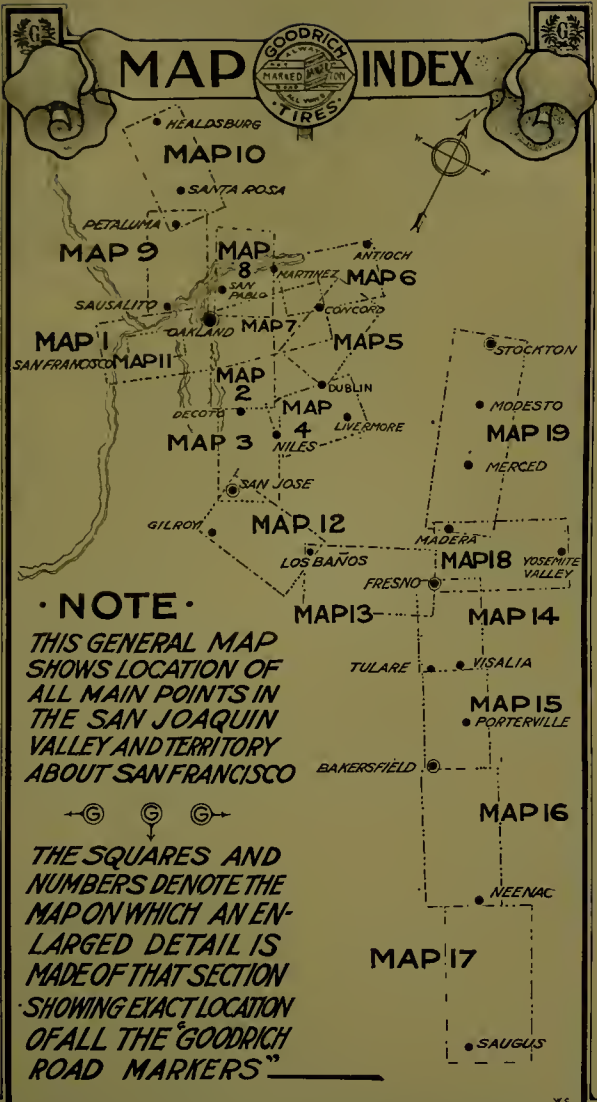 G
G
MAP INDEX
GOODRICH
ALWAYS
MARKED
ALL WAYS
TIRES
N
W
E
HEALDSBURG
MAP 10
SANTA ROSA
PETALUMA
MAP 9
MAP 8
ANTIOCH
MARTINEZ
MAP 6
SAN PABLO
SAUSALITO
CONCORD
OAKLAND
MAP 7
MAP 1
MAP 5
SAN FRANCISCO
MAP 11
STOCKTON
MAP 2
DUBLIN
DECOTO
MAP 4
LIVERMORE
MODESTO
MAP 3
NILES
MAP 19
MERCED
SAN JOSE
GILROY
MAP 12
MADERA
LOS BAÑOS
MAP 18
YOSEMITE VALLEY
FRESNO
· NOTE ·
MAP 13
MAP 14
THIS GENERAL MAP
SHOWS LOCATION OF
ALL MAIN POINTS IN
THE SAN JOAQUIN
VALLEY AND TERRITORY
ABOUT SAN FRANCISCO
TULARE
VISALIA
MAP 15
PORTERVILLE
BAKERSFIELD
G G G
MAP 16
THE SQUARES AND
NUMBERS DENOTE THE
MAP ON WHICH AN EN-
LARGED DETAIL IS
MADE OF THAT SECTION
SHOWING EXACT LOCATION
OF ALL THE "GOODRICH
ROAD MARKERS"
NEENAC
MAP 17
SAUGUS